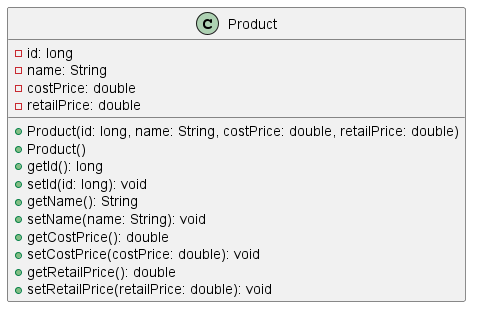 C Product
id: long
name: String
costPrice: double
retailPrice: double
Product(id: long, name: String, costPrice: double, retailPrice: double)
Product()
getId(): long
setId(id: long): void
getName(): String
setName(name: String): void
getCostPrice(): double
setCostPrice(costPrice: double): void
getRetailPrice(): double
setRetailPrice(retailPrice: double): void